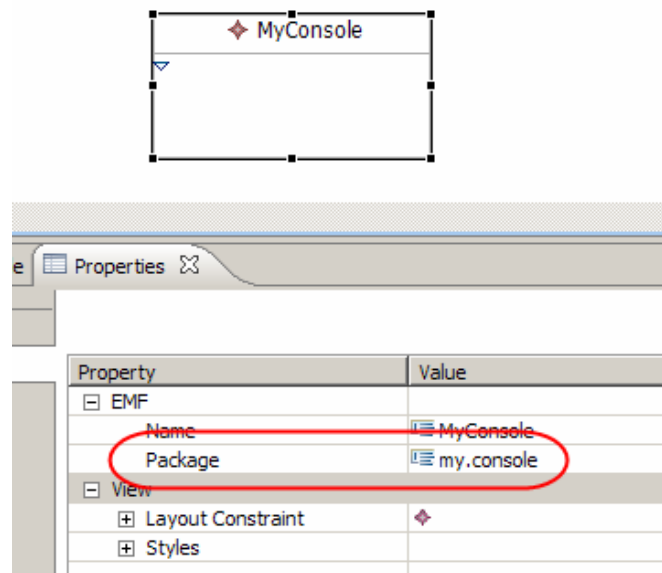 MyConsole
e
Properties
Property Value
EMF
Name MyConsole
Package my.console
View
Layout Constraint
Styles